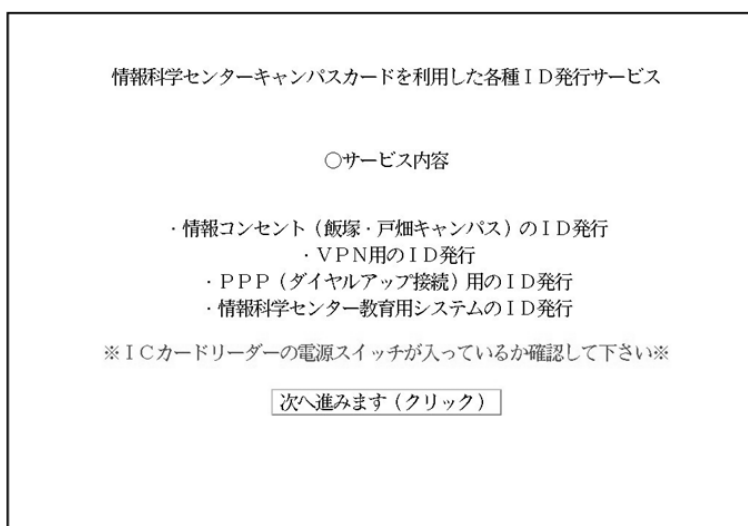 情報科学センターキャンパスカードを利用した各種ＩＤ発行サービス
○サービス内容
・情報コンセント（飯塚・戸畑キャンパス）のＩＤ発行
・ＶＰＮ用のＩＤ発行
・ＰＰＰ（ダイヤルアップ接続）用のＩＤ発行
・情報科学センター教育用システムのＩＤ発行
※ＩＣカードリーダーの電源スイッチが入っているか確認して下さい※
次へ進みます（クリック）